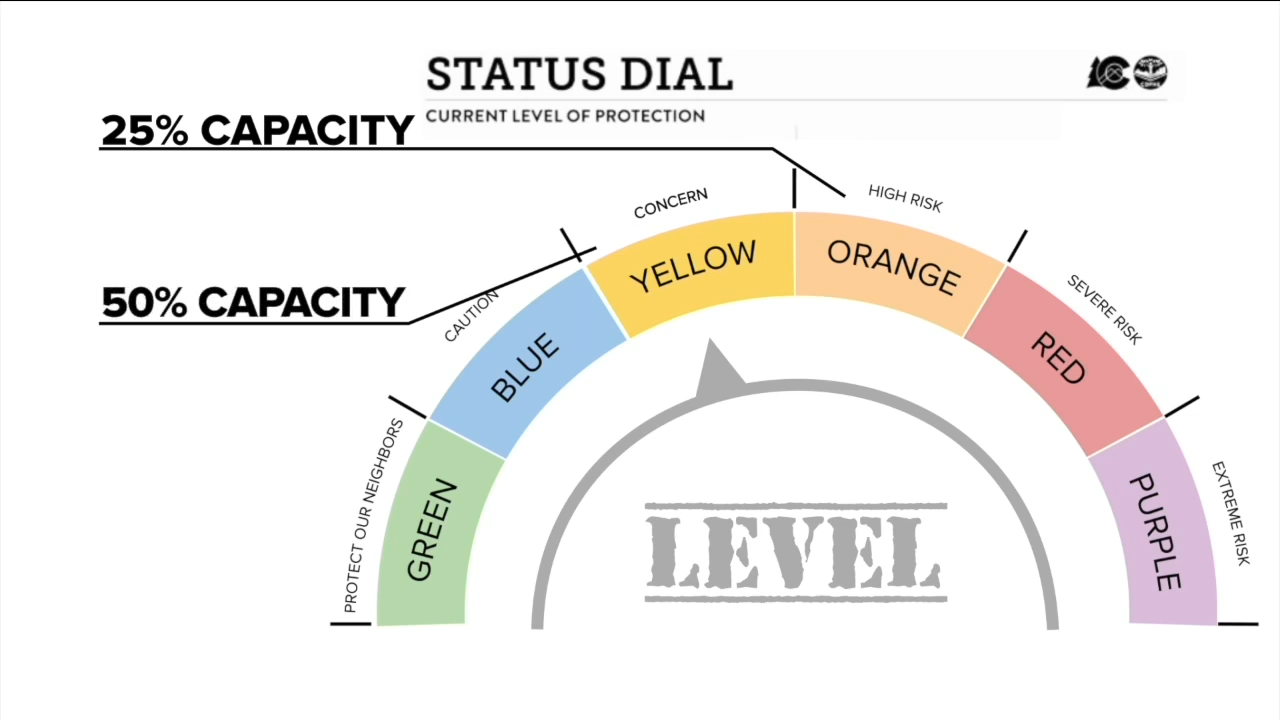 STATUS DIAL
CURRENT LEVEL OF PROTECTION
25% CAPACITY
50% CAPACITY
PROTECT OUR NEIGHBORS
CAUTION
CONCERN
HIGH RISK
SEVERE RISK
EXTREME RISK
GREEN
BLUE
YELLOW
ORANGE
RED
PURPLE
LEVEL